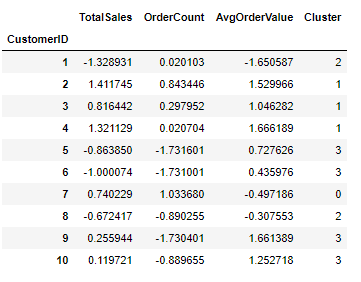 TotalSales OrderCount AvgOrderValue Cluster
CustomerID
1 -1.328931 0.020103 -1.650587 2
2 1.411745 0.843446 1.529966 1
3 0.816442 0.297952 1.046282 1
4 1.321129 0.020704 1.666189 1
5 -0.863850 -1.731601 0.727626 3
6 -1.000074 -1.731001 0.435976 3
7 0.740229 1.033680 -0.497186 0
8 -0.672417 -0.890255 -0.307553 2
9 0.255944 -1.730401 1.661389 3
10 0.119721 -0.889655 1.252718 3